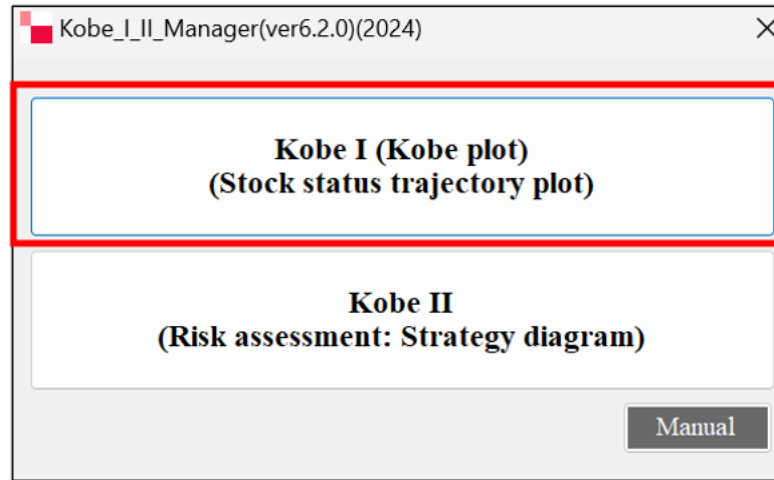 Kobe_I_II_Manager(ver6.2.0)(2024)
Kobe I (Kobe plot)
(Stock status trajectory plot)
Kobe II
(Risk assessment: Strategy diagram)
Manual